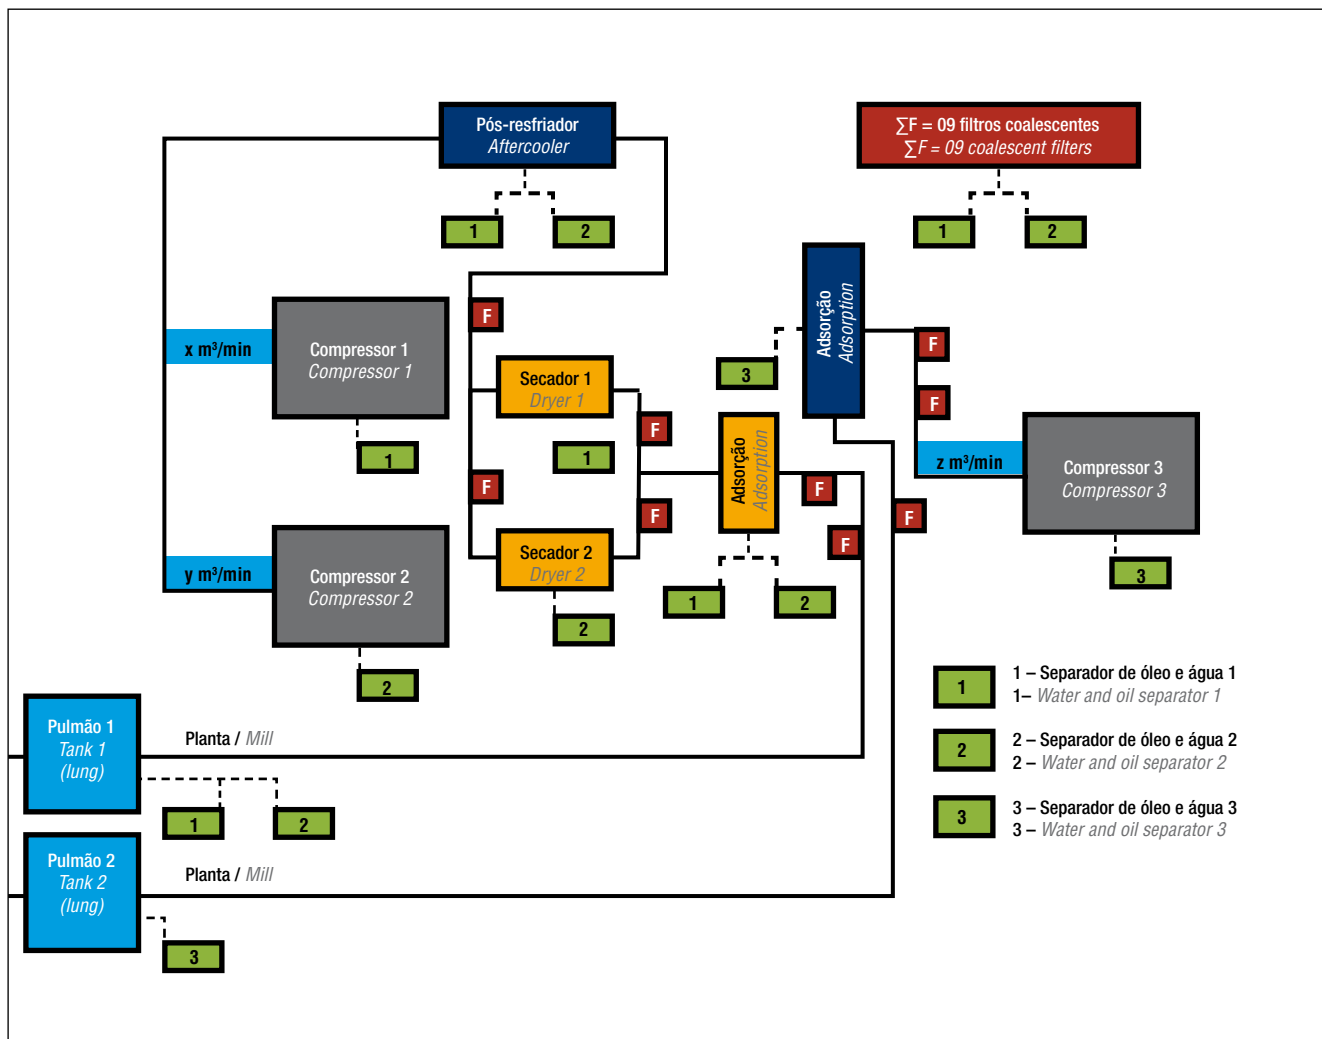 Pós-resfriador
Aftercooler
∑F = 09 filtros coalescentes
∑F = 09 coalescent filters
1
2
1
2
x m³/min
Compressor 1
Compressor 1
1
F
Secador 1
Dryer 1
1
F
F
F
Secador 2
Dryer 2
2
Adsorção
Adsorption
3
Adsorção
Adsorption
1
2
F
F
F
F
F
z m³/min
Compressor 3
Compressor 3
3
y m³/min
Compressor 2
Compressor 2
2
Pulmão 1
Tank 1
(lung)
Planta / Mill
1
2
Pulmão 2
Tank 2
(lung)
Planta / Mill
3
1
1 – Separador de óleo e água 1
1– Water and oil separator 1
2
2 – Separador de óleo e água 2
2 – Water and oil separator 2
3
3 – Separador de óleo e água 3
3 – Water and oil separator 3